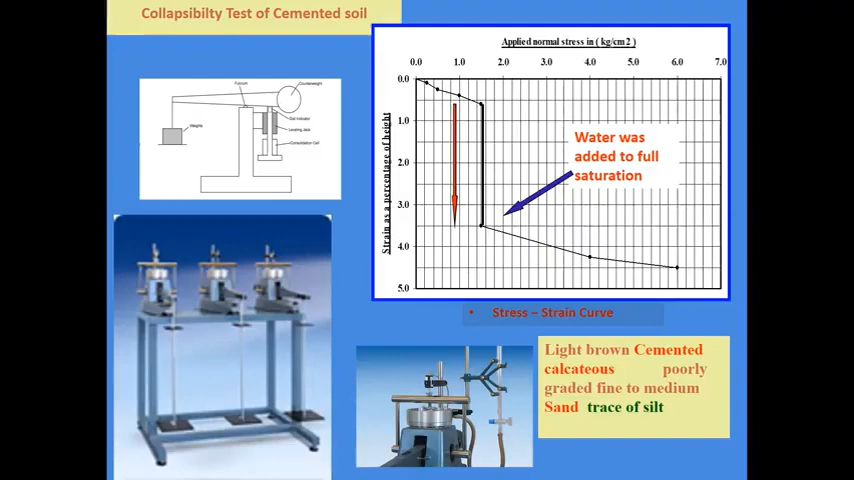 Collapsibilty Test of Cemented soil
Applied normal stress in ( kg/cm2 )
0.0 1.0 2.0 3.0 4.0 5.0 6.0 7.0
0.0
1.0
2.0
3.0
4.0
5.0
Strain as a percentage of height
Water was
added to full
saturation
Fulcrum
Counterweight
Weights
Dial Indicator
Leveling Jack
Consolidation Cell
• Stress – Strain Curve
Light brown Cemented
calcateous poorly
graded fine to medium
Sand trace of silt